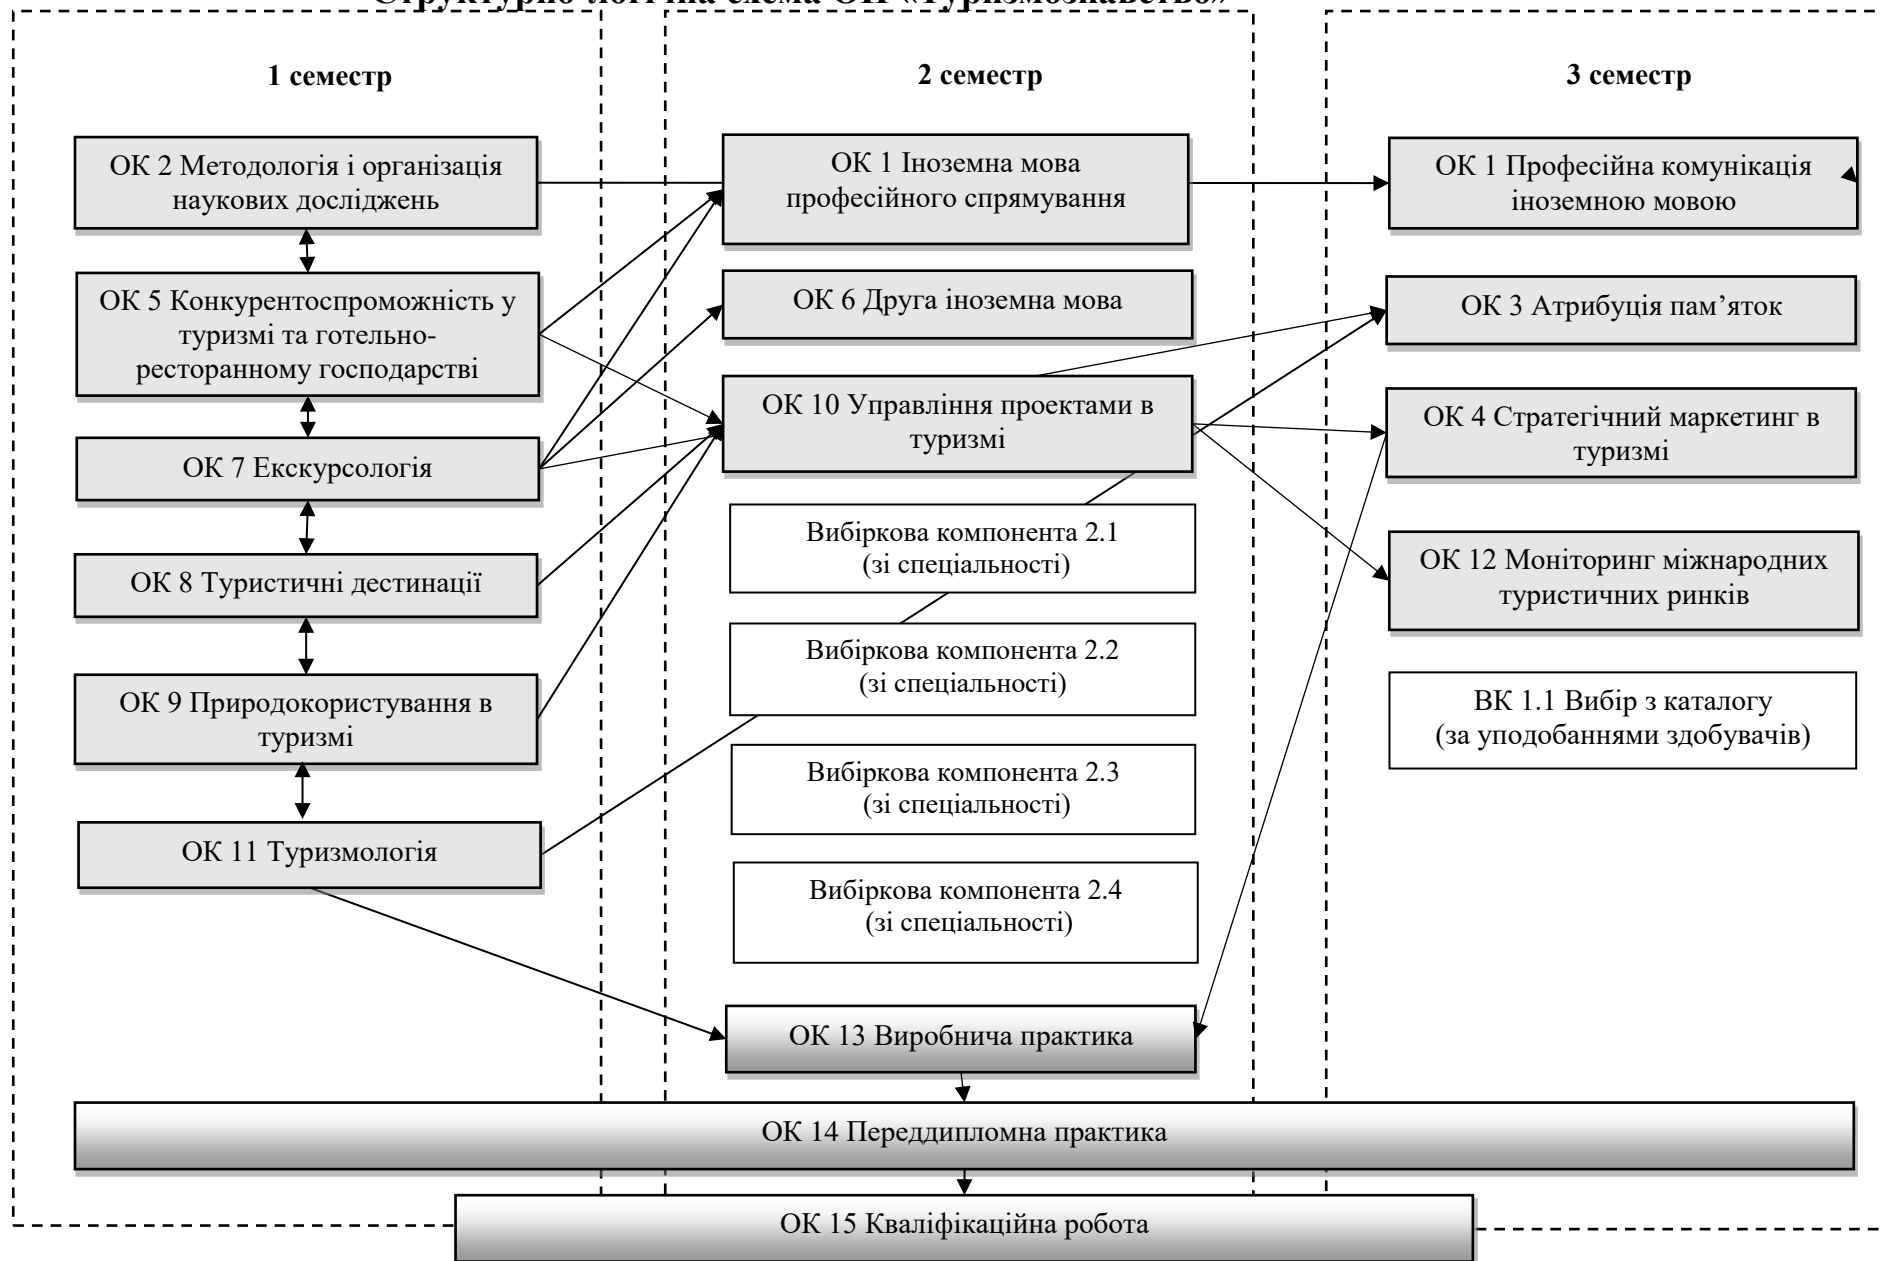 Структурно-логічна схема ОП «Туризмознавство»
1 семестр
ОК 2 Методологія і організація
наукових досліджень
ОК 5 Конкурентоспроможність у
туризмі та готельно-
ресторанному господарстві
ОК 7 Екскурсологія
ОК 8 Туристичні дестинації
ОК 9 Природокористування в
туризмі
ОК 11 Туризмологія
2 семестр
ОК 1 Іноземна мова
професійного спрямування
ОК 6 Друга іноземна мова
ОК 10 Управління проектами в
туризмі
Вибіркова компонента 2.1
(зі спеціальності)
Вибіркова компонента 2.2
(зі спеціальності)
Вибіркова компонента 2.3
(зі спеціальності)
Вибіркова компонента 2.4
(зі спеціальності)
ОК 13 Виробнича практика
3 семестр
ОК 1 Професійна комунікація
іноземною мовою
ОК 3 Атрибуція пам’яток
ОК 4 Стратегічний маркетинг в
туризмі
ОК 12 Моніторинг міжнародних
туристичних ринків
ВК 1.1 Вибір з каталогу
(за уподобаннями здобувачів)
ОК 14 Переддипломна практика
ОК 15 Кваліфікаційна робота